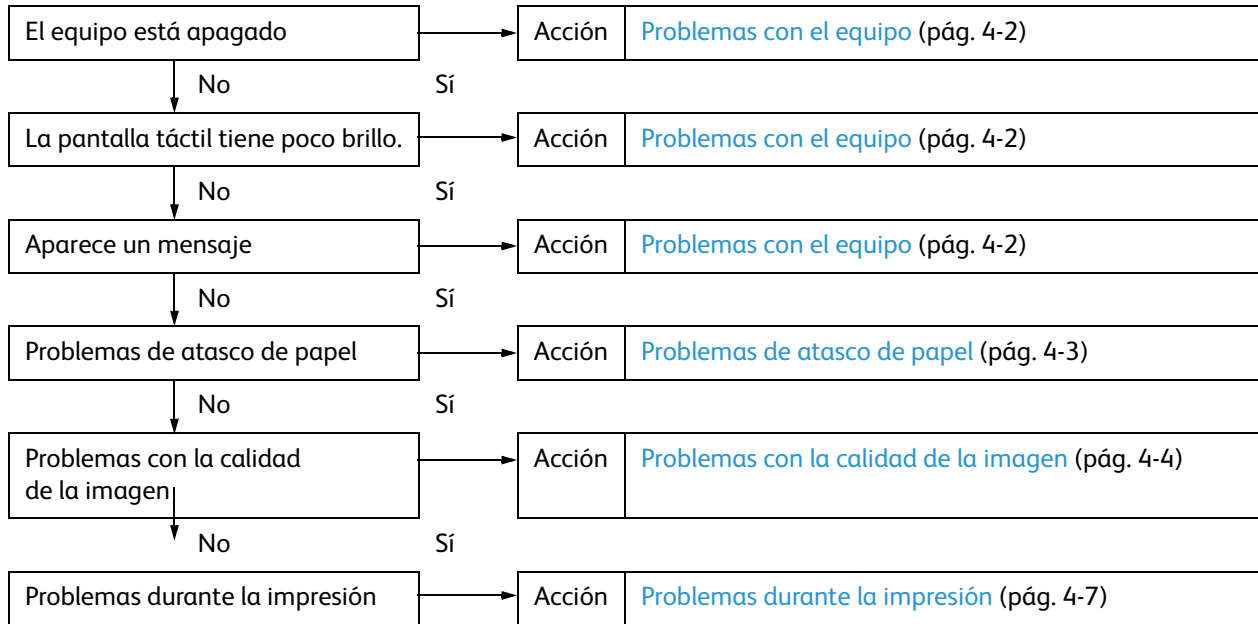 El equipo está apagado Acción Problemas con el equipo (pág. 4-2)
No Sí
La pantalla táctil tiene poco brillo. Acción Problemas con el equipo (pág. 4-2)
No Sí
Aparece un mensaje Acción Problemas con el equipo (pág. 4-2)
No Sí
Problemas de atasco de papel Acción Problemas de atasco de papel (pág. 4-3)
No Sí
Problemas con la calidad Acción Problemas con la calidad de la imagen (pág. 4-4)
de la imagen
No Sí
Problemas durante la impresión Acción Problemas durante la impresión (pág. 4-7)